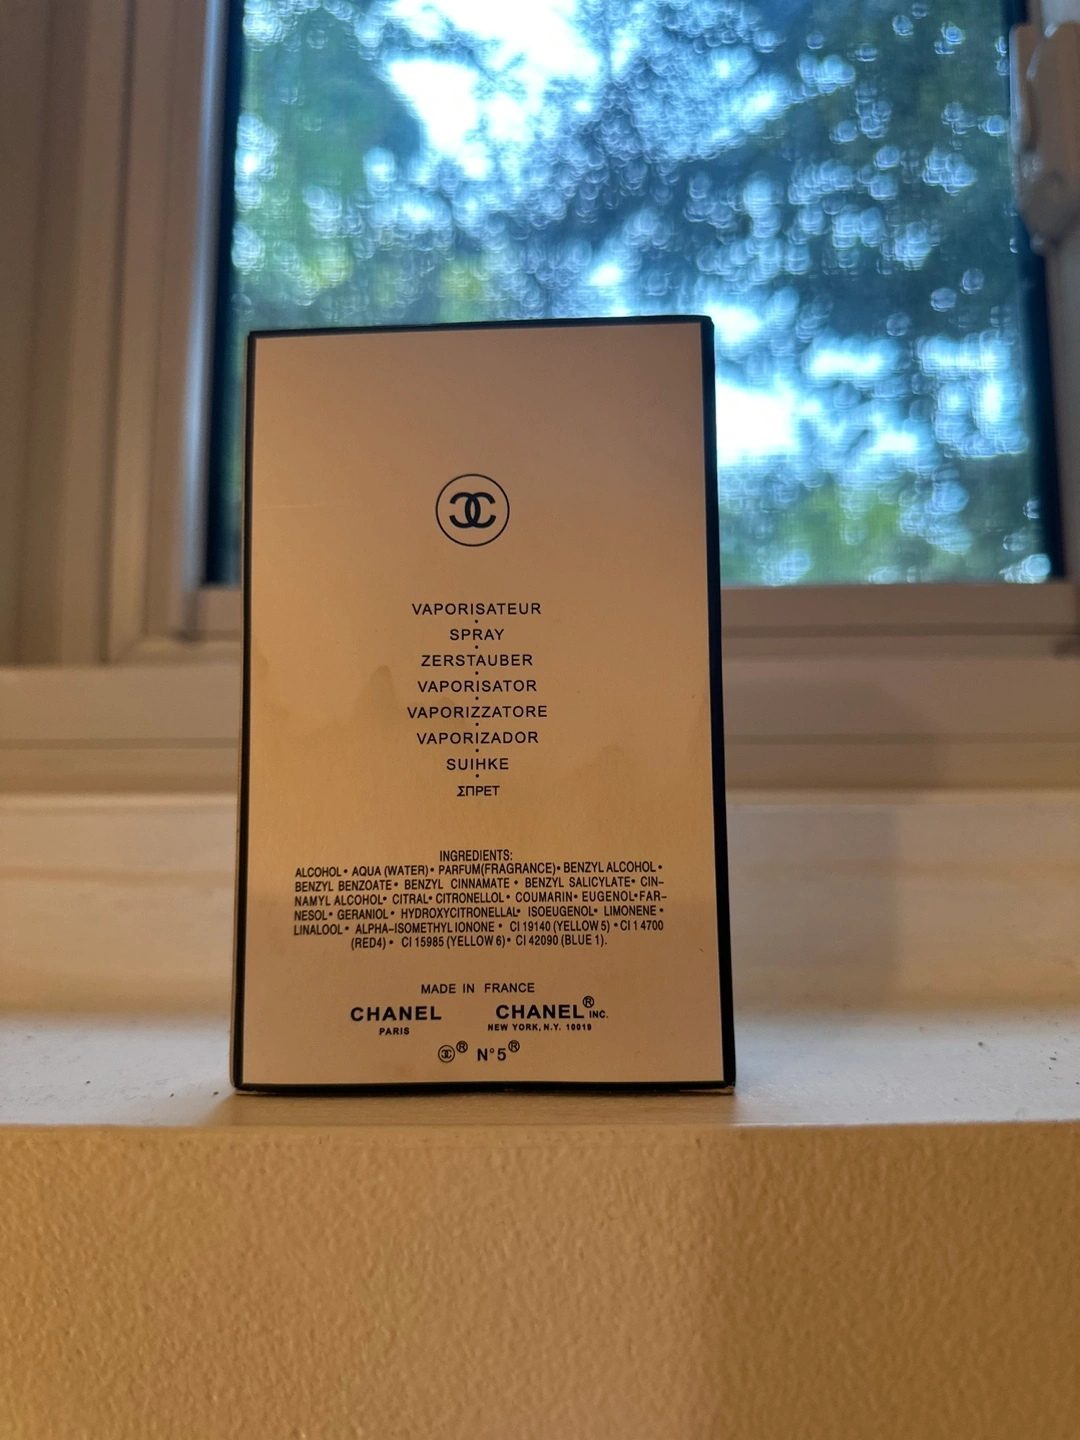 VAPORISATEUR
•
SPRAY
•
ZERSTAUBER
•
VAPORISATOR
•
VAPORIZZATORE
•
VAPORIZADOR
•
SUIHKE
•
ΣΠΡΕΤ
INGREDIENTS:
ALCOHOL• AQUA (WATER)• PARFUM(FRAGRANCE)• BENZYL ALCOHOL•
BENZYL BENZOATE• BENZYL CINNAMATE • BENZYL SALICYLATE• CIN-
NAMYL ALCOHOL• CITRAL• CITRONELLOL • COUMARIN• EUGENOL•FAR-
NESOL• GERANIOL • HYDROXYCITRONELLAL• ISOEUGENOL• LIMONENE •
LINALOOL• ALPHA-ISOMETHYL IONONE • CI 19140 (YELLOW 5) •CI 1 4700
(RED4) • CI 15985 (YELLOW 6)• CI 42090 (BLUE 1).
MADE IN FRANCE
CHANEL CHANEL® INC.
PARIS NEW YORK, N.Y. 10019
® N°5®